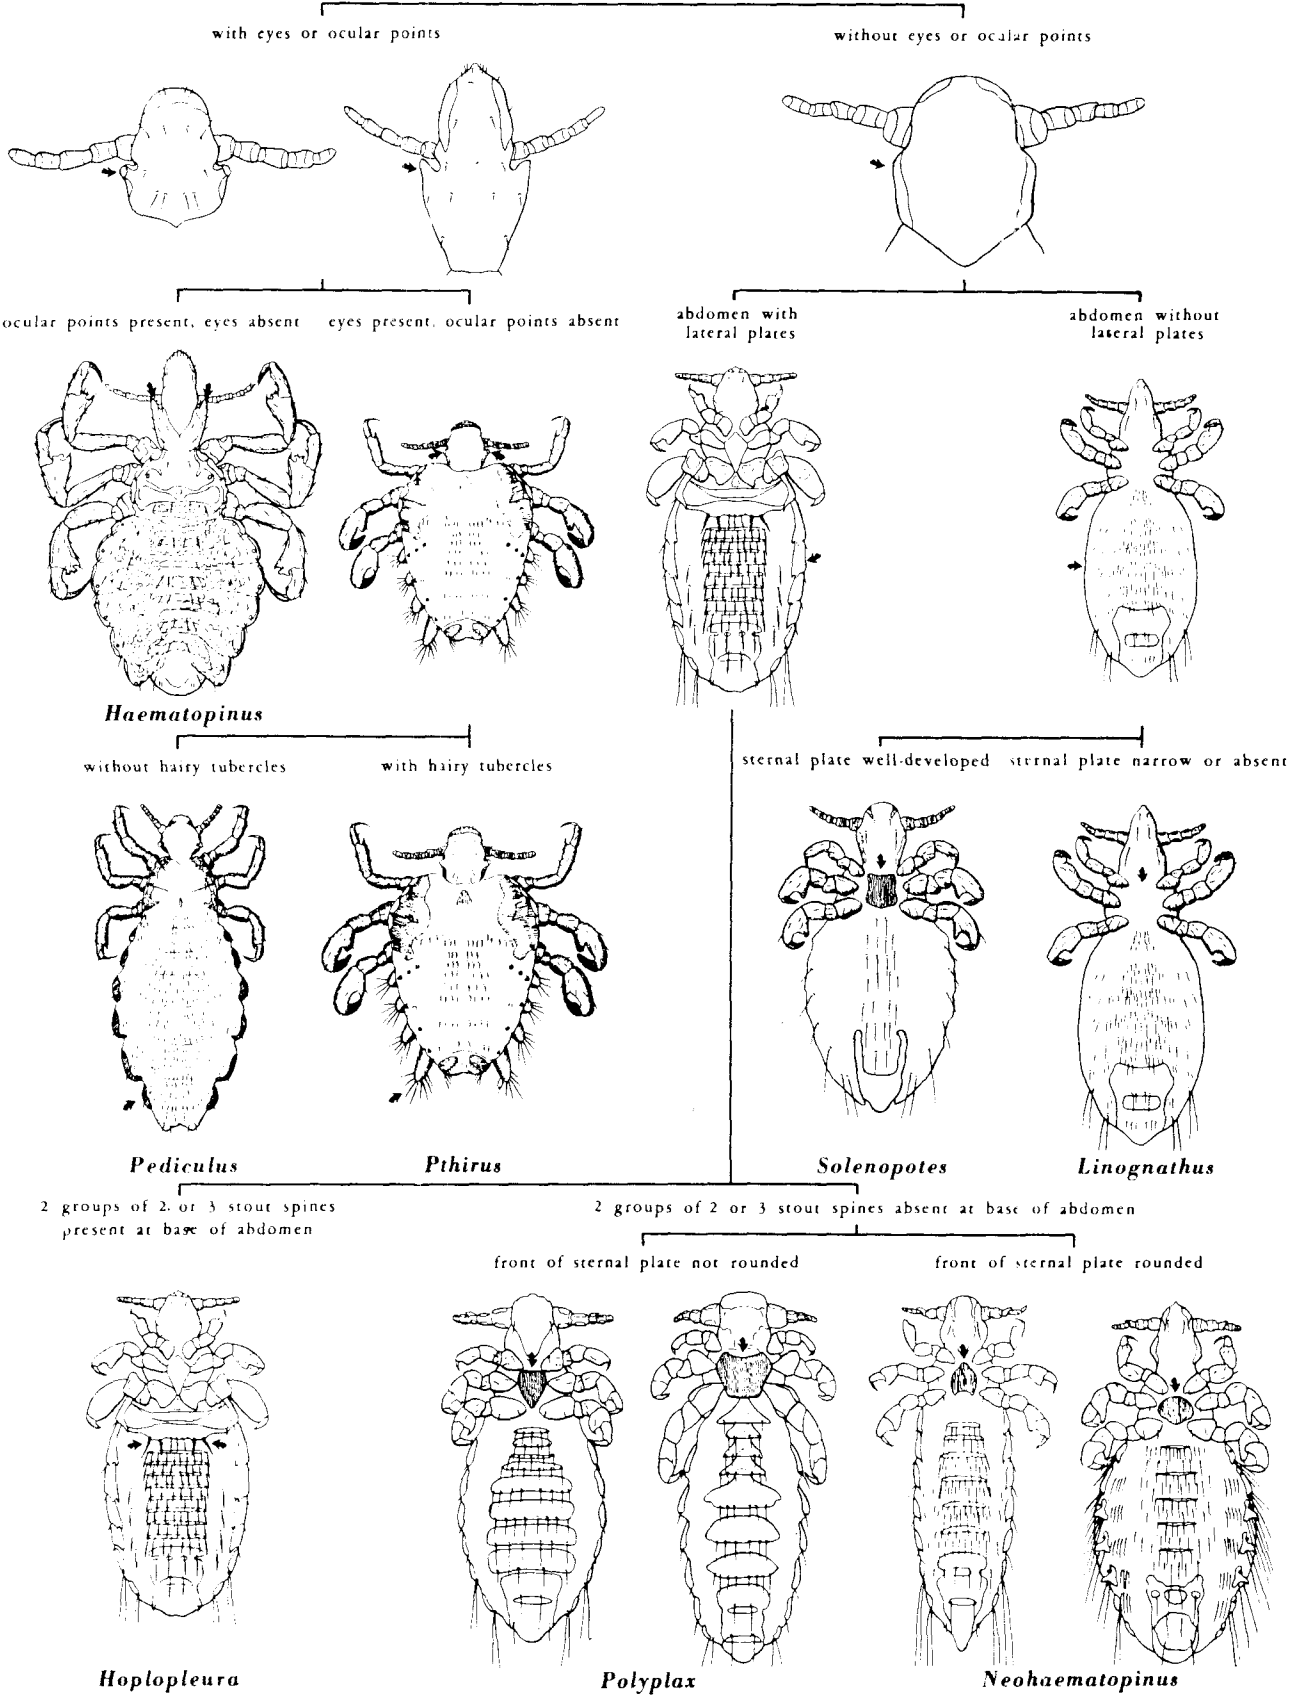 with eyes or ocular points
without eyes or ocular points
ocular points present, eyes absent
eyes present, ocular points absent
abdomen with
lateral plates
abdomen without
lateral plates
Haematopinus
without hairy tubercles
with hairy tubercles
sternal plate well-developed
sternal plate narrow or absent
Pediculus
Pthirus
Solenopotes
Linognathus
2 groups of 2 or 3 stout spines
present at base of abdomen
2 groups of 2 or 3 stout spines absent at base of abdomen
front of sternal plate not rounded
front of sternal plate rounded
Hoplopleura
Polyplax
Neohaematopinus